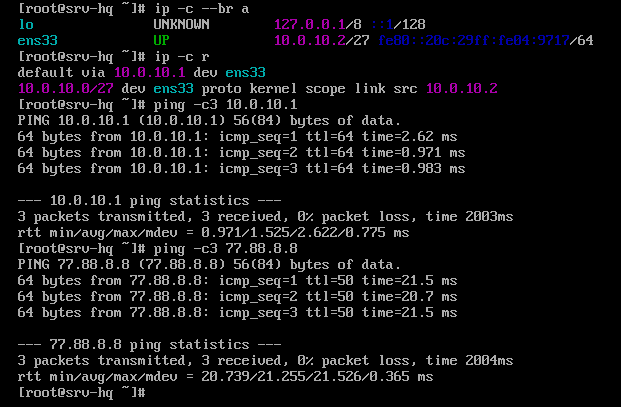 [root@srv-hq ~]# ip -c --br a
lo UNKNOWN 127.0.0.1/8 ::1/128
ens33 UP 10.0.10.2/27 fe80::20c:29ff:fe04:9717/64
[root@srv-hq ~]# ip -c r
default via 10.0.10.1 dev ens33
10.0.10.0/27 dev ens33 proto kernel scope link src 10.0.10.2
[root@srv-hq ~]# ping -c3 10.0.10.1
PING 10.0.10.1 (10.0.10.1) 56(84) bytes of data.
64 bytes from 10.0.10.1: icmp_seq=1 ttl=64 time=2.62 ms
64 bytes from 10.0.10.1: icmp_seq=2 ttl=64 time=0.971 ms
64 bytes from 10.0.10.1: icmp_seq=3 ttl=64 time=0.983 ms

--- 10.0.10.1 ping statistics ---
3 packets transmitted, 3 received, 0% packet loss, time 2003ms
rtt min/avg/max/mdev = 0.971/1.525/2.622/0.775 ms
[root@srv-hq ~]# ping -c3 77.88.8.8
PING 77.88.8.8 (77.88.8.8) 56(84) bytes of data.
64 bytes from 77.88.8.8: icmp_seq=1 ttl=50 time=21.5 ms
64 bytes from 77.88.8.8: icmp_seq=2 ttl=50 time=20.7 ms
64 bytes from 77.88.8.8: icmp_seq=3 ttl=50 time=21.5 ms

--- 77.88.8.8 ping statistics ---
3 packets transmitted, 3 received, 0% packet loss, time 2004ms
rtt min/avg/max/mdev = 20.739/21.255/21.526/0.365 ms
[root@srv-hq ~]#